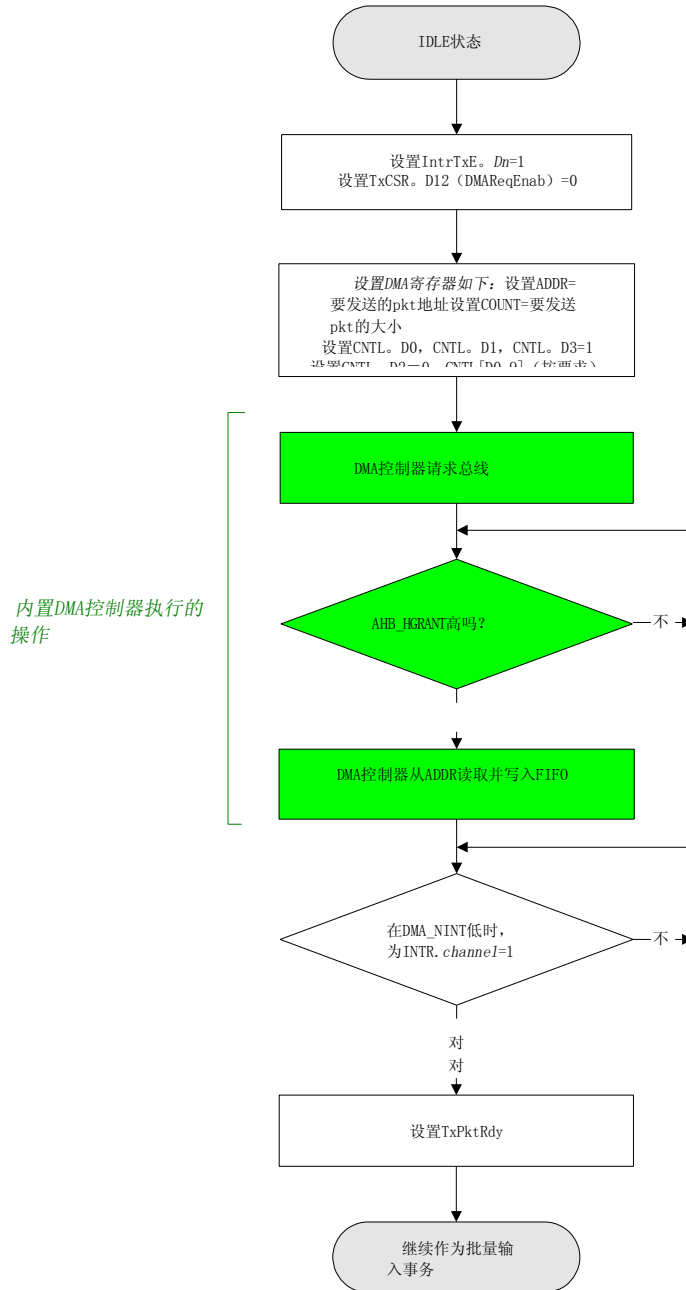 IDLE状态
设置IntrTxE。Dn=1
设置TxCSR。D12（DMAReqEnab）=0
设置DMA寄存器如下：设置ADDR=
要发送的pkt地址设置COUNT=要发送
pkt的大小
设置CNTL。D0，CNTL。D1，CNTL。D3=1
DMA控制器请求总线
AHB_HGRANT高吗？
不
内置DMA控制器执行的
操作
DMA控制器从ADDR读取并写入FIFO
在DMA_NINT低时，
为INTR.channel=1
不
对
对
设置TxPktRdy
继续作为批量输
入事务